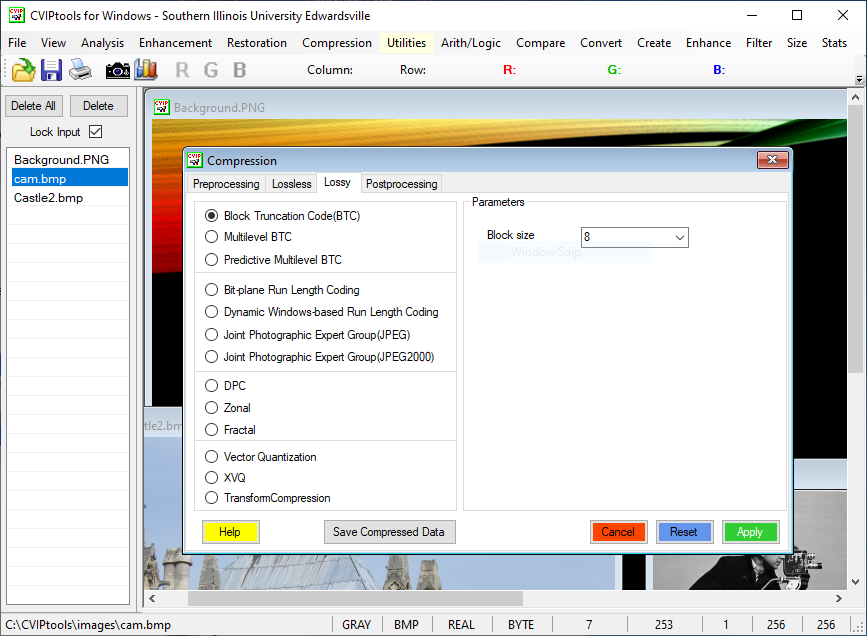 CVIPtools for Windows - Southern Illinois University Edwardsville
File View Analysis Enhancement Restoration Compression Utilities Arith/Logic Compare Convert Create Enhance Filter Size Stats
R G B Column: Row: R: G: B:
Delete All Delete
Lock Input
Background.PNG
cam.bmp
Castle2.bmp
Background.PNG
Compression
Preprocessing Lossless Lossy Postprocessing
Block Truncation Code(BTC)
Multilevel BTC
Predictive Multilevel BTC
Bit-plane Run Length Coding
Dynamic Windows-based Run Length Coding
Joint Photographic Expert Group(JPEG)
Joint Photographic Expert Group(JPEG2000)
DPC
Zonal
Fractal
Vector Quantization
XVQ
TransformCompression
Parameters
Block size 8
Window Snip
Help Save Compressed Data Cancel Reset Apply
tle2.bm
C:\CVIPtools\images\cam.bmp GRAY BMP REAL BYTE 7 253 1 256 256